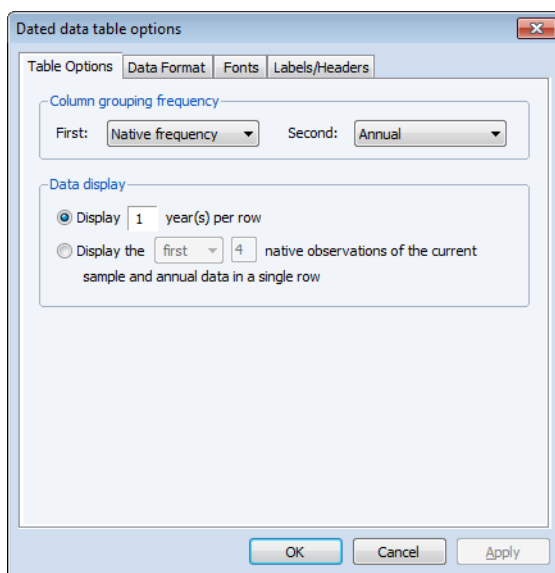 Dated data table options
Table Options Data Format Fonts Labels/Headers
Column grouping frequency
First: Native frequency Second: Annual
Data display
Display 1 year(s) per row
Display the first 4 native observations of the current
sample and annual data in a single row
OK Cancel Apply